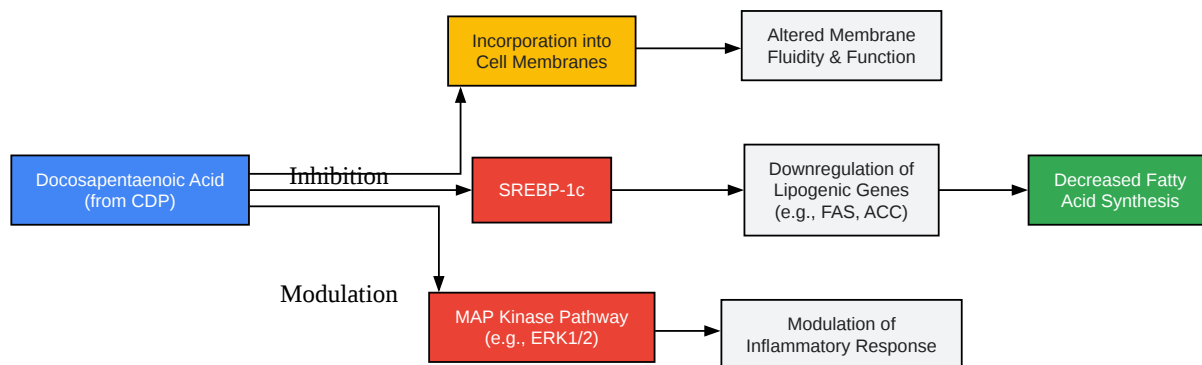 Incorporation into
Cell Membranes
Altered Membrane
Fluidity & Function
Docosapentaenoic Acid
(from CDP)
Inhibition
SREBP-1c
Downregulation of
Lipogenic Genes
(e.g., FAS, ACC)
Decreased Fatty
Acid Synthesis
Modulation
MAP Kinase Pathway
(e.g., ERK1/2)
Modulation of
Inflammatory Response